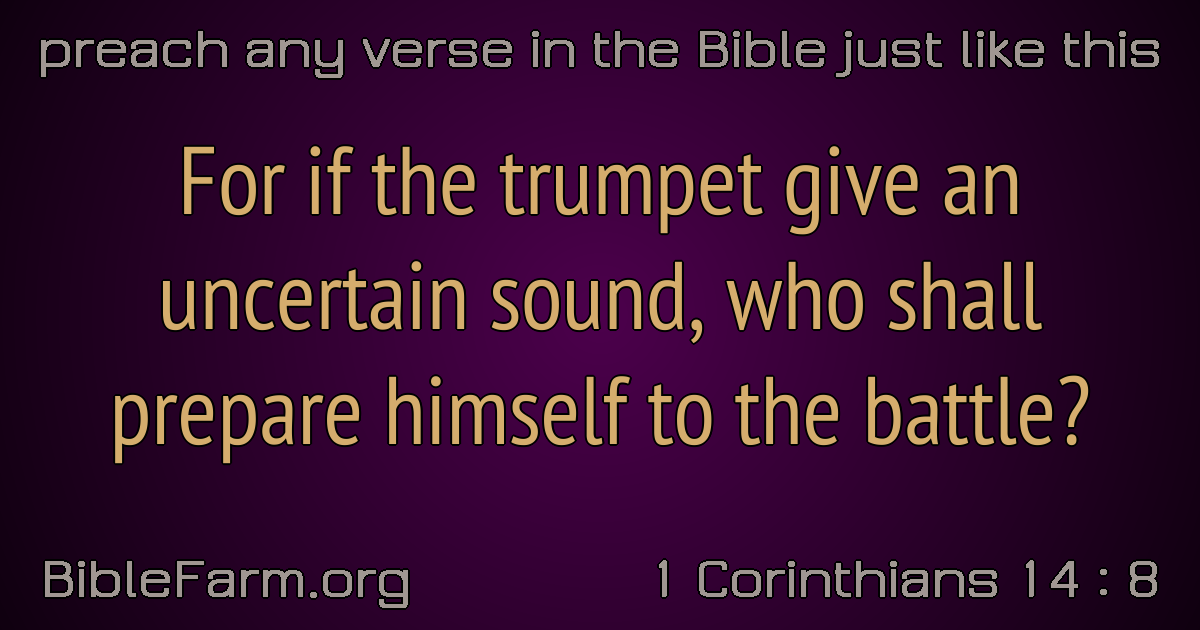 preach any verse in the Bible just like this
For if the trumpet give an
uncertain sound, who shall
prepare himself to the battle?
BibleFarm.org
1 Corinthians 14 : 8